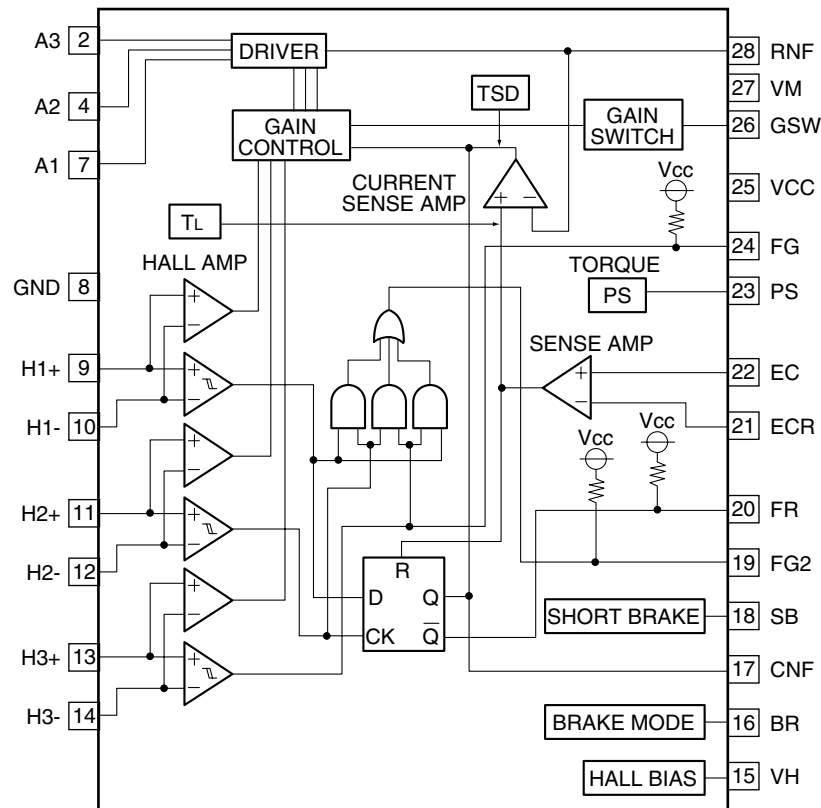 A3 2
A2 4
A1 7
GND 8
H1+ 9
H1- 10
H2+ 11
H2- 12
H3+ 13
H3- 14
DRIVER
GAIN
CONTROL
TSD
GAIN
SWITCH
CURRENT
SENSE AMP
+ −
TL
HALL AMP
+
−
+
−
+
−
+
−
+
−
+
−
Vcc
TORQUE
PS
SENSE AMP
+
−
Vcc
Vcc
R
D Q
CK Q̅
SHORT BRAKE
BRAKE MODE
HALL BIAS
28 RNF
27 VM
26 GSW
25 VCC
24 FG
23 PS
22 EC
21 ECR
20 FR
19 FG2
18 SB
17 CNF
16 BR
15 VH